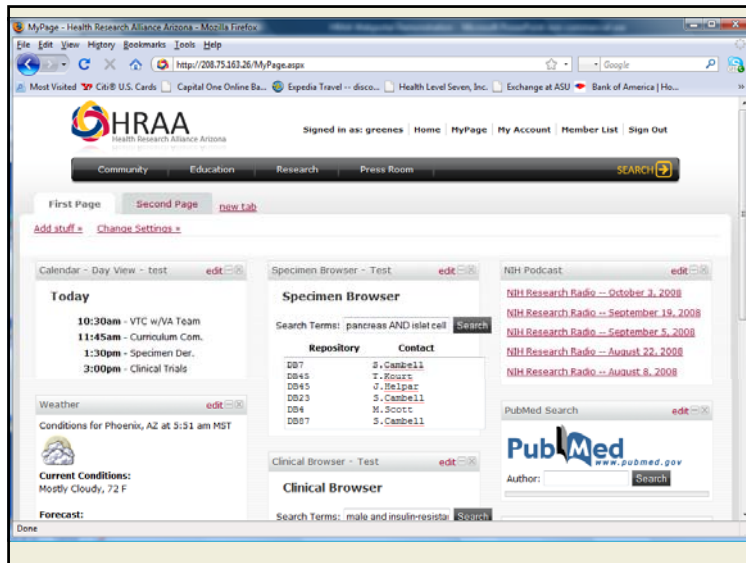 MyPage - Health Research Alliance Arizona - Mozilla Firefox
File Edit View History Bookmarks Tools Help
http://208.75.163.26/MyPage.aspx
Google
Most Visited Citi® U.S. Cards Capital One Online Ba... Expedia Travel -- disco... Health Level Seven, Inc. Exchange at ASU Bank of America | Ho... »
HRAA
Health Research Alliance Arizona
Signed in as: greenes Home MyPage My Account Member List Sign Out
Community Education Research Press Room SEARCH
First Page Second Page new tab
Add stuff » Change Settings »
Calendar - Day View - test edit
Today
10:30am - VTC w/VA Team
11:45am - Curriculum Com.
1:30pm - Specimen Der.
3:00pm - Clinical Trials
Weather edit
Conditions for Phoenix, AZ at 5:51 am MST
Current Conditions:
Mostly Cloudy, 72 F
Forecast:
Specimen Browser - Test edit
Specimen Browser
Search Terms: pancreas AND islet cell Search
Repository Contact
DB7 S.Cambell
DB45 T.Kourt
DB45 J.Helpar
DB23 S.Cambell
DB4 M.Scott
DB87 S.Cambell
Clinical Browser - Test edit
Clinical Browser
Search Terms: male and insulin-resista Search
NIH Podcast edit
NIH Research Radio -- October 3, 2008
NIH Research Radio -- September 19, 2008
NIH Research Radio -- September 5, 2008
NIH Research Radio -- August 22, 2008
NIH Research Radio -- August 8, 2008
PubMed Search edit
PubMed
www.pubmed.gov
Author: Search
Done